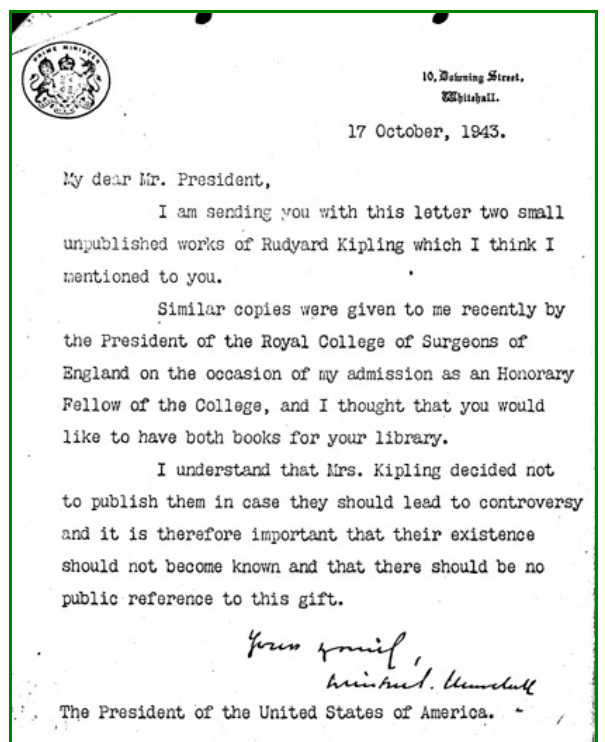 PRIME MINISTER
10, Downing Street,
Whitehall.
17 October, 1943.
My dear Mr. President,
I am sending you with this letter two small
unpublished works of Rudyard Kipling which I think I
mentioned to you.
Similar copies were given to me recently by
the President of the Royal College of Surgeons of
England on the occasion of my admission as an Honorary
Fellow of the College, and I thought that you would
like to have both books for your library.
I understand that Mrs. Kipling decided not
to publish them in case they should lead to controversy
and it is therefore important that their existence
should not become known and that there should be no
public reference to this gift.
Winston S. Churchill
The President of the United States of America.